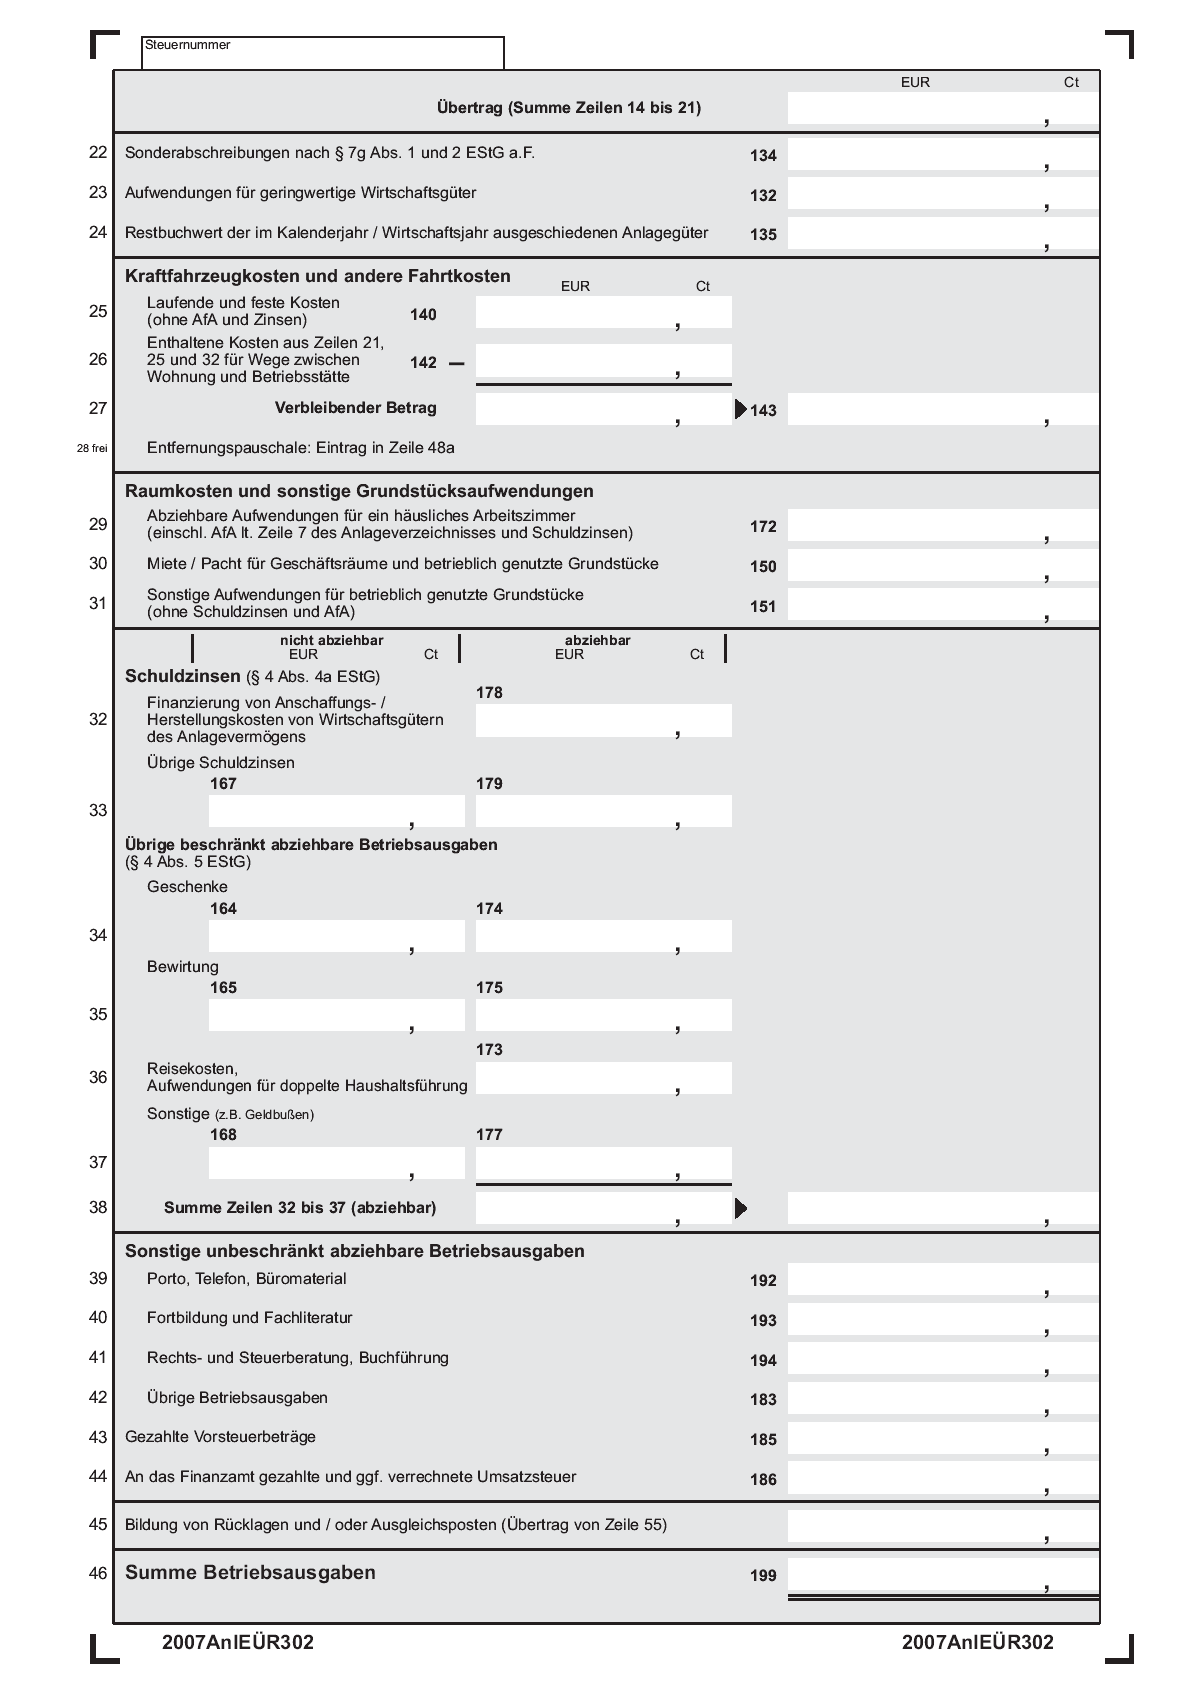 Steuernummer
EUR Ct
Übertrag (Summe Zeilen 14 bis 21) ,
22 Sonderabschreibungen nach § 7g Abs. 1 und 2 EStG a.F. 134 ,
23 Aufwendungen für geringwertige Wirtschaftsgüter 132 ,
24 Restbuchwert der im Kalenderjahr / Wirtschaftsjahr ausgeschiedenen Anlagegüter 135 ,
Kraftfahrzeugkosten und andere Fahrtkosten
EUR Ct
25 Laufende und feste Kosten
(ohne AfA und Zinsen) 140 ,
26 Enthaltene Kosten aus Zeilen 21,
25 und 32 für Wege zwischen 142 — ,
Wohnung und Betriebsstätte
27 Verbleibender Betrag , 143 ,
28 frei Entfernungspauschale: Eintrag in Zeile 48a
Raumkosten und sonstige Grundstücksaufwendungen
29 Abziehbare Aufwendungen für ein häusliches Arbeitszimmer
(einschl. AfA lt. Zeile 7 des Anlageverzeichnisses und Schuldzinsen) 172 ,
30 Miete / Pacht für Geschäftsräume und betrieblich genutzte Grundstücke 150 ,
31 Sonstige Aufwendungen für betrieblich genutzte Grundstücke
(ohne Schuldzinsen und AfA) 151 ,
nicht abziehbar abziehbar
EUR Ct EUR Ct
Schuldzinsen (§ 4 Abs. 4a EStG)
178
Finanzierung von Anschaffungs- /
32 Herstellungskosten von Wirtschaftsgütern ,
des Anlagevermögens
Übrige Schuldzinsen
167 179
33 , ,
Übrige beschränkt abziehbare Betriebsausgaben
(§ 4 Abs. 5 EStG)
Geschenke
164 174
34 , ,
Bewirtung
165 175
35 , ,
173
36 Reisekosten,
Aufwendungen für doppelte Haushaltsführung ,
Sonstige (z.B. Geldbußen)
168 177
37 , ,
38 Summe Zeilen 32 bis 37 (abziehbar) , ,
Sonstige unbeschränkt abziehbare Betriebsausgaben
39 Porto, Telefon, Büromaterial 192 ,
40 Fortbildung und Fachliteratur 193 ,
41 Rechts- und Steuerberatung, Buchführung 194 ,
42 Übrige Betriebsausgaben 183 ,
43 Gezahlte Vorsteuerbeträge 185 ,
44 An das Finanzamt gezahlte und ggf. verrechnete Umsatzsteuer 186 ,
45 Bildung von Rücklagen und / oder Ausgleichsposten (Übertrag von Zeile 55) ,
46 Summe Betriebsausgaben 199 ,
2007AnlEÜR302 2007AnlEÜR302